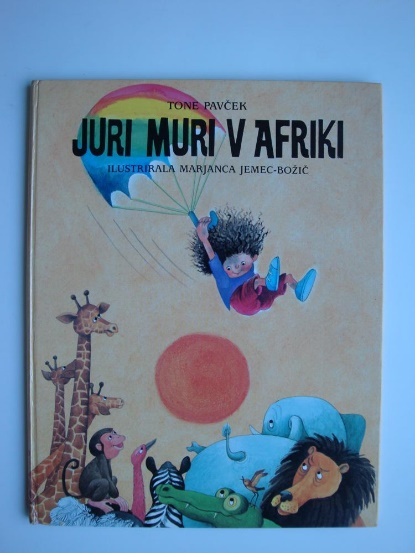 TONE PAVČEK
JURI MURI V AFRIKI
ILUSTRIRALA MARJANCA JEMEC-BOŽIČ